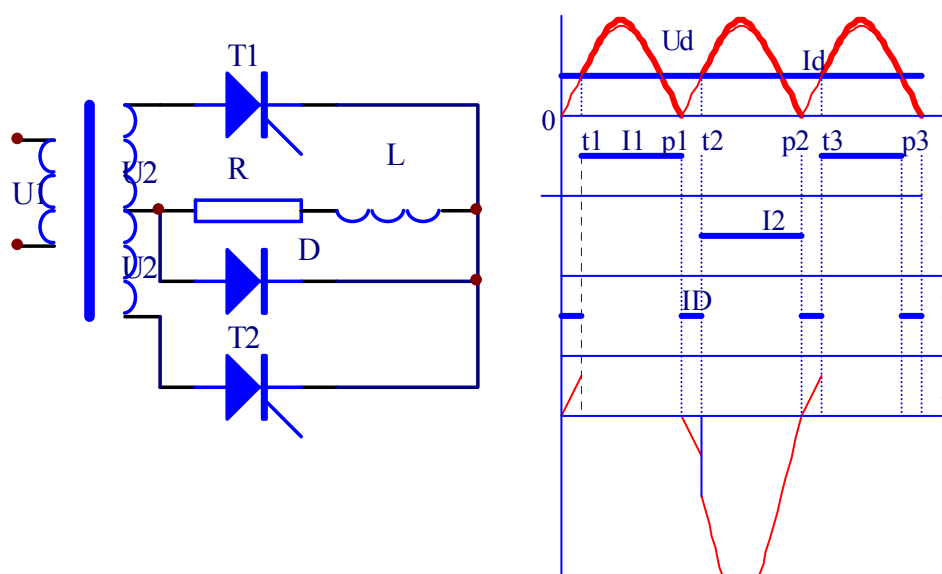 T1
L
U1
U2
R
D
U2
T2
Ud
Id
0
t1 I1 p1 t2 p2 t3 p3
I2
ID